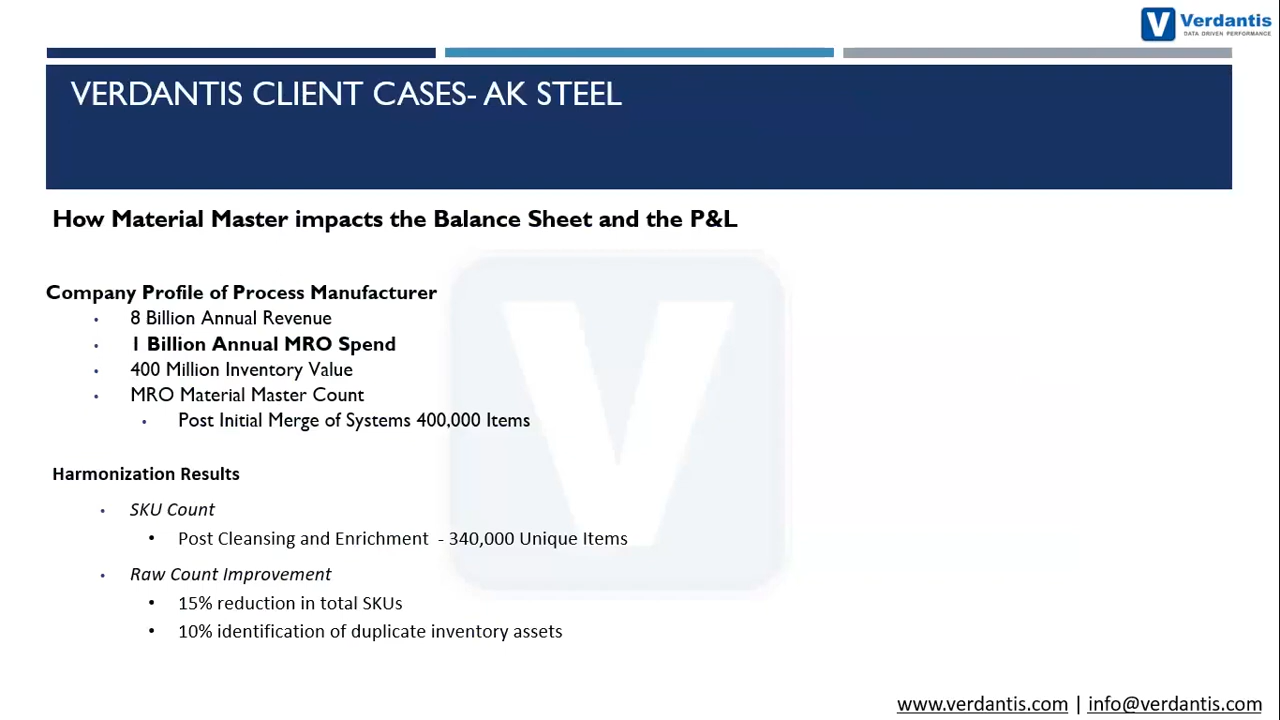 Verdantis
DATA DRIVEN PERFORMANCE
VERDANTIS CLIENT CASES- AK STEEL
How Material Master impacts the Balance Sheet and the P&L
Company Profile of Process Manufacturer
• 8 Billion Annual Revenue
• 1 Billion Annual MRO Spend
• 400 Million Inventory Value
• MRO Material Master Count
• Post Initial Merge of Systems 400,000 Items
Harmonization Results
• SKU Count
• Post Cleansing and Enrichment - 340,000 Unique Items
• Raw Count Improvement
• 15% reduction in total SKUs
• 10% identification of duplicate inventory assets
www.verdantis.com | info@verdantis.com